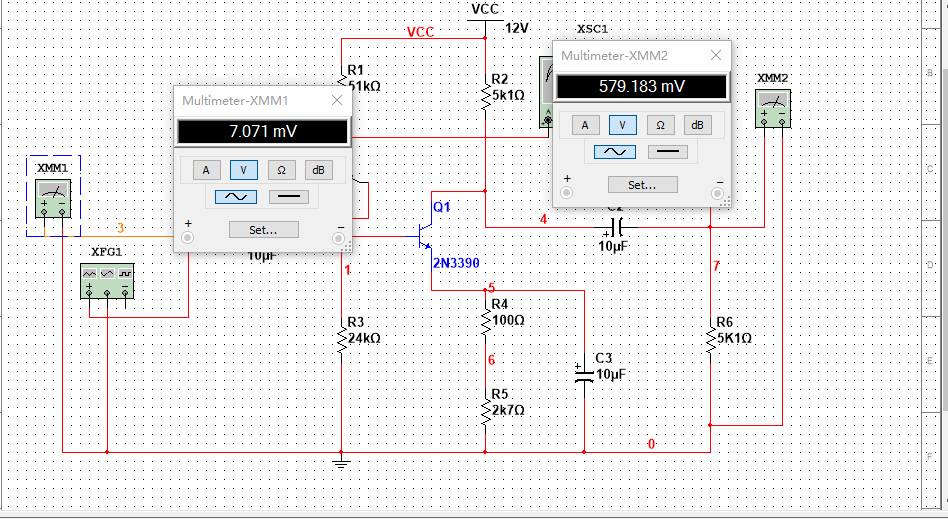 VCC
12V
VCC
XSC1
R1
51kΩ
R2
5k1Ω
Multimeter-XMM2
579.183 mV
A
V
Ω
dB
Set...
+
−
XMM2
+ −
Multimeter-XMM1
7.071 mV
A
V
Ω
dB
Set...
+
−
XMM1
+ −
3
XFG1
+ −
10μF
1
Q1
2N3390
4
C2
+
10μF
7
5
R4
100Ω
R3
24kΩ
6
R5
2k7Ω
C3
+
10μF
R6
5K1Ω
0
A
B
C
D
E
F